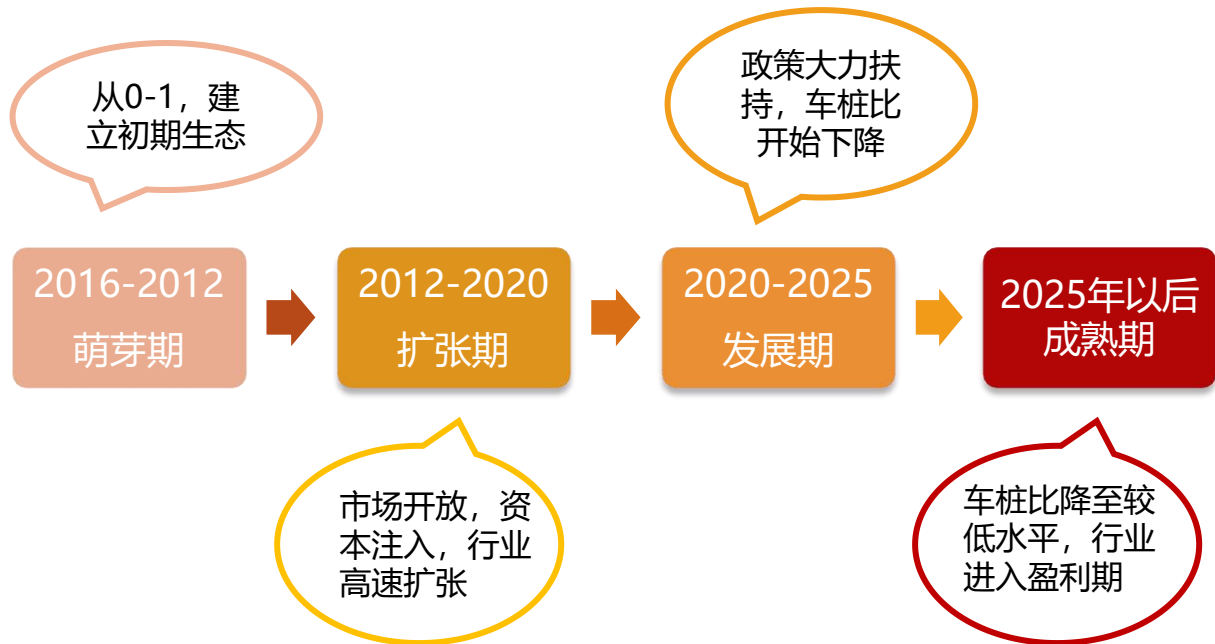 从0-1，建
立初期生态
政策大力扶
持，车桩比
开始下降
2016-2012
萌芽期
2012-2020
扩张期
2020-2025
发展期
2025年以后
成熟期
市场开放，资
本注入，行业
高速扩张
车桩比降至较
低水平，行业
进入盈利期